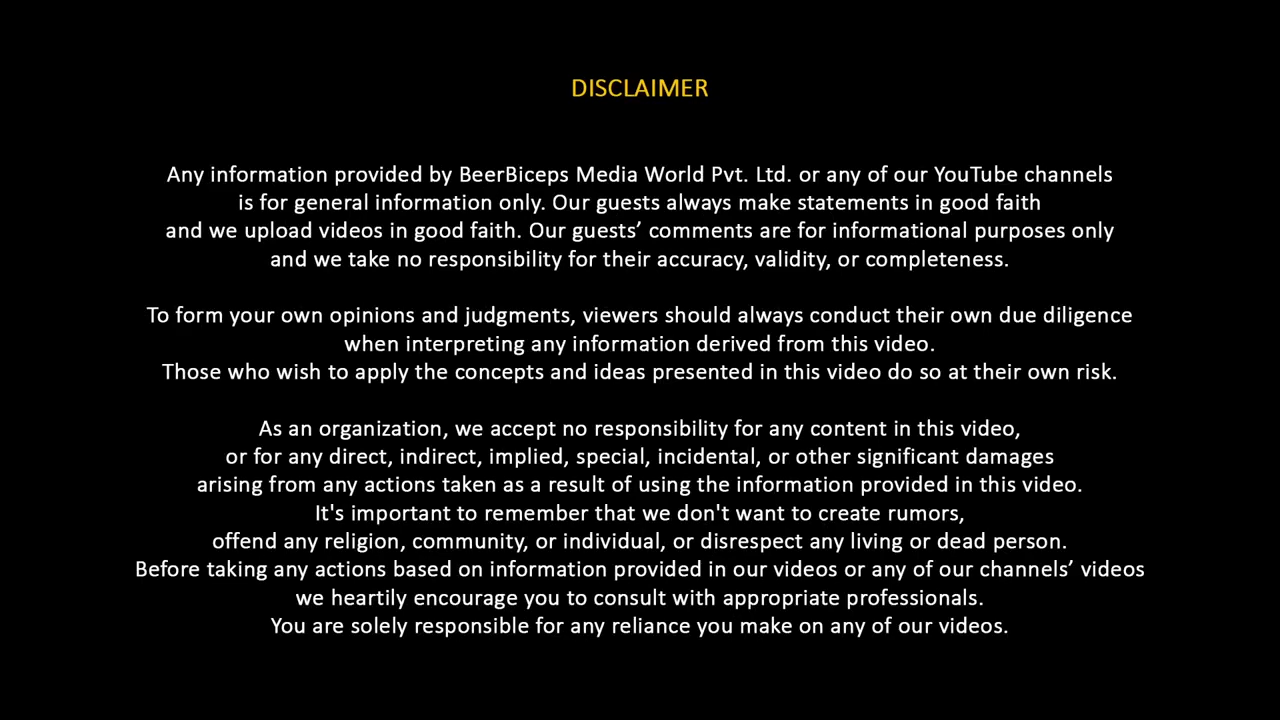 DISCLAIMER
Any information provided by BeerBiceps Media World Pvt. Ltd. or any of our YouTube channels
is for general information only. Our guests always make statements in good faith
and we upload videos in good faith. Our guests’ comments are for informational purposes only
and we take no responsibility for their accuracy, validity, or completeness.
To form your own opinions and judgments, viewers should always conduct their own due diligence
when interpreting any information derived from this video.
Those who wish to apply the concepts and ideas presented in this video do so at their own risk.
As an organization, we accept no responsibility for any content in this video,
or for any direct, indirect, implied, special, incidental, or other significant damages
arising from any actions taken as a result of using the information provided in this video.
It's important to remember that we don't want to create rumors,
offend any religion, community, or individual, or disrespect any living or dead person.
Before taking any actions based on information provided in our videos or any of our channels’ videos
we heartily encourage you to consult with appropriate professionals.
You are solely responsible for any reliance you make on any of our videos.